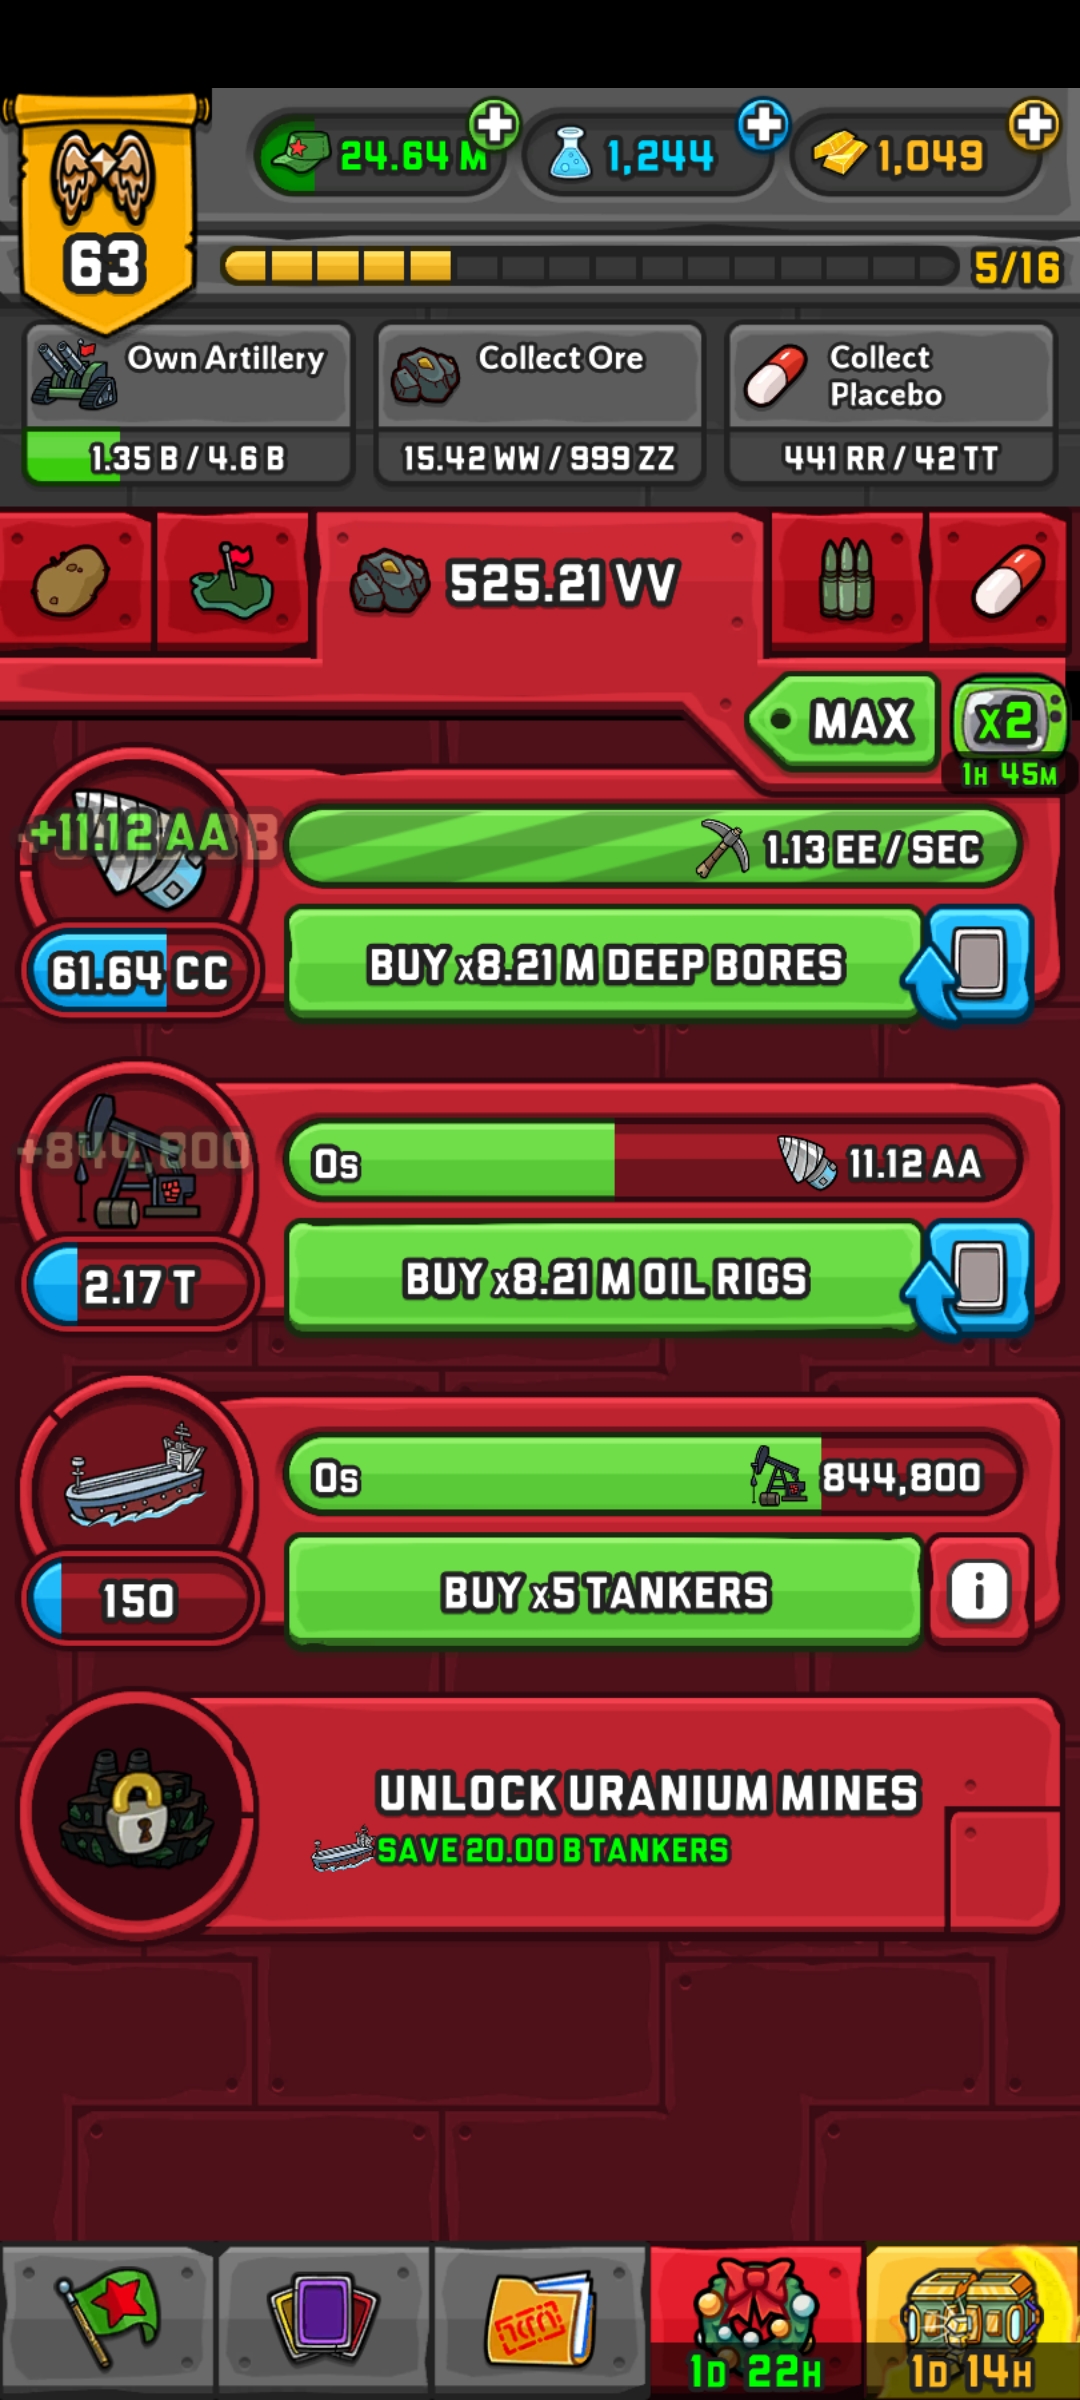 24.64 M
1,244
1,049
63
5/16
Own Artillery
1.35 B / 4.6 B
Collect Ore
15.42 WW / 999 ZZ
Collect
Placebo
441 RR / 42 TT
525.21 VV
MAX
x2
1H 45M
+11.12 AA
1.13 EE / SEC
61.64 CC
BUY x8.21 M DEEP BORES
+844,800
0s
11.12 AA
2.17 T
BUY x8.21 M OIL RIGS
0s
844,800
150
BUY x5 TANKERS
i
UNLOCK URANIUM MINES
SAVE 20.00 B TANKERS
1D 22H
1D 14H